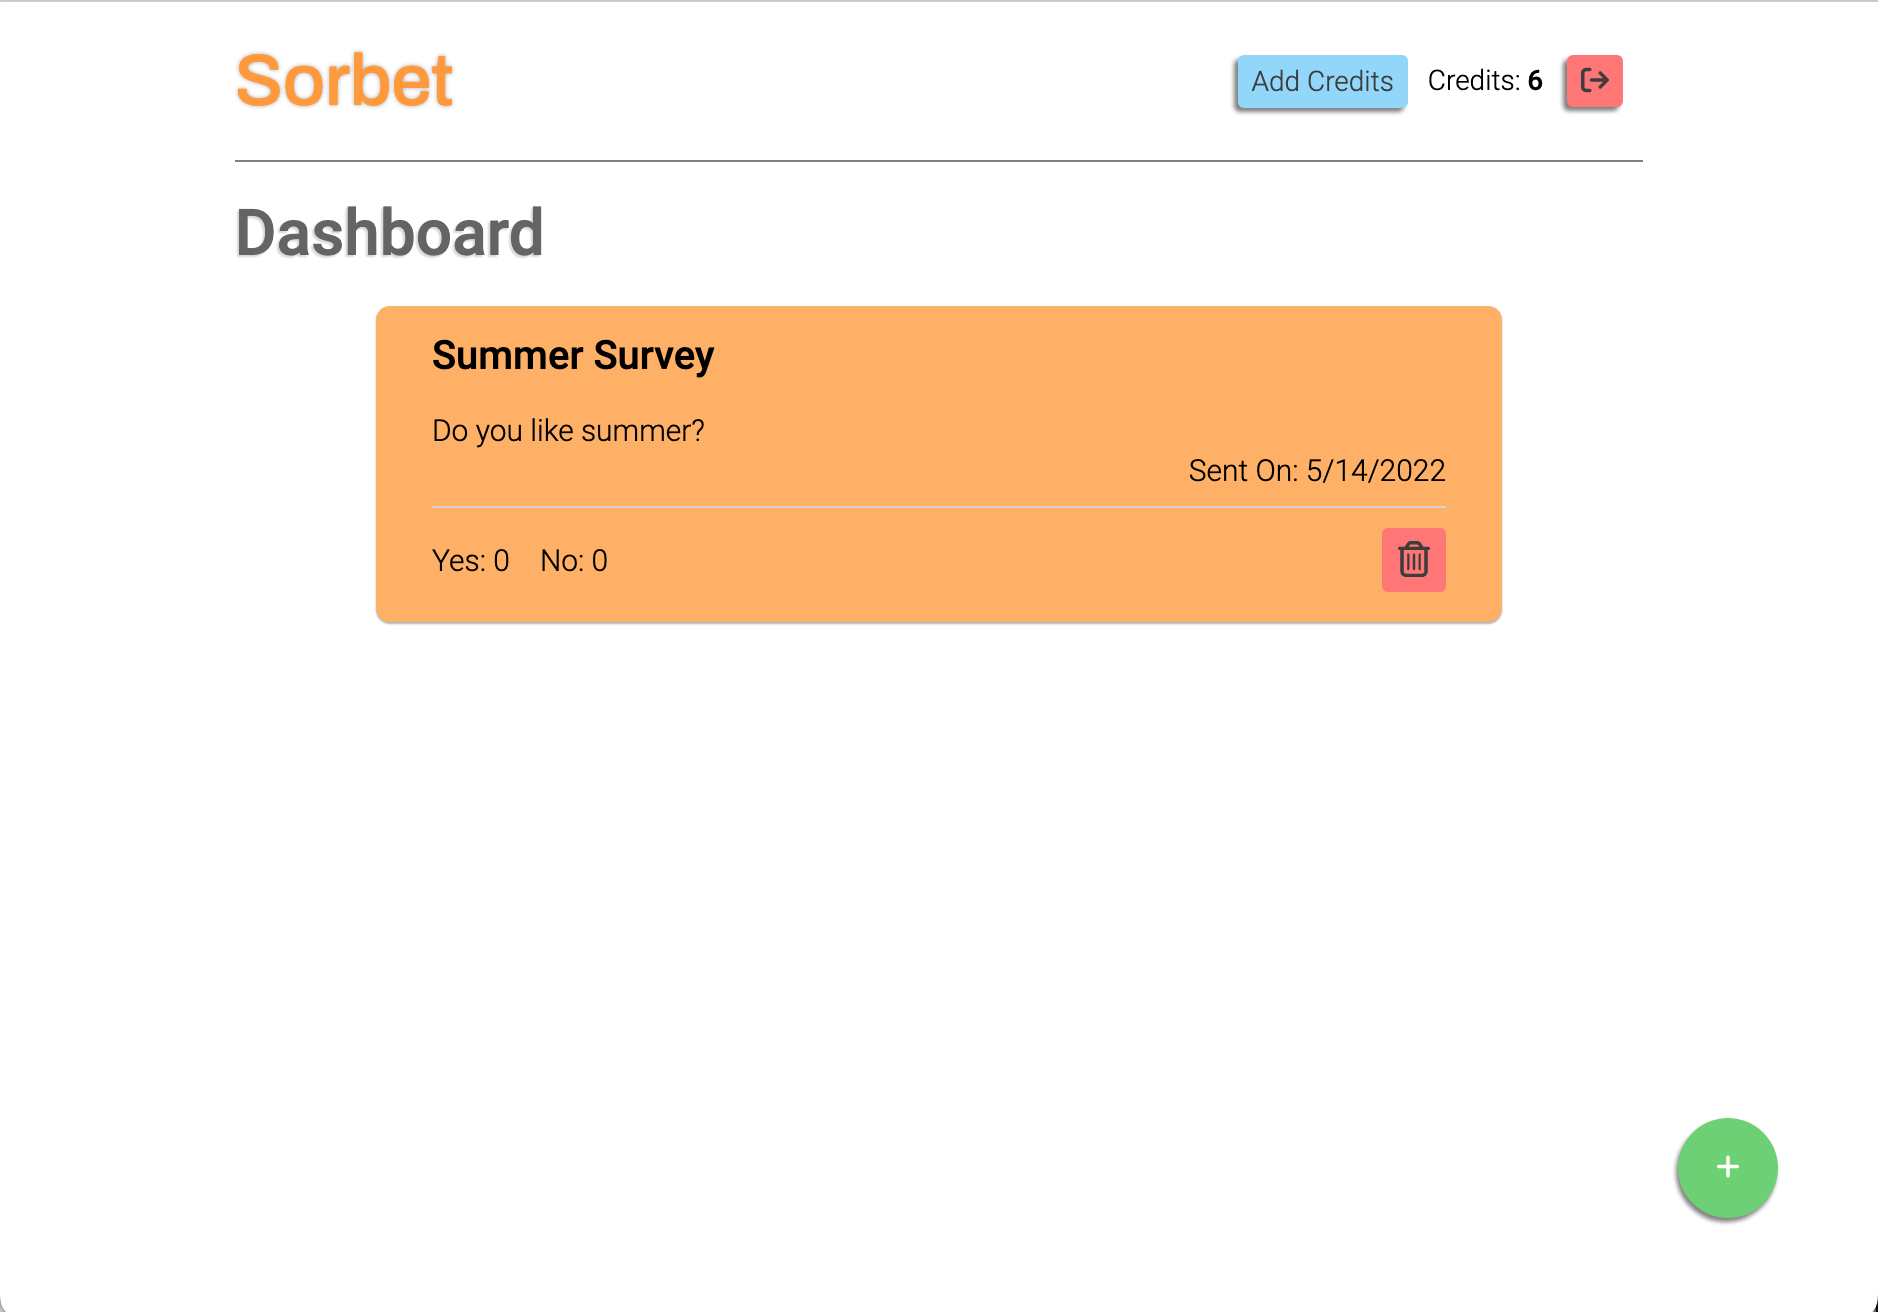 Sorbet
Add Credits Credits: 6
Dashboard
Summer Survey
Do you like summer?
Sent On: 5/14/2022
Yes: 0 No: 0
+